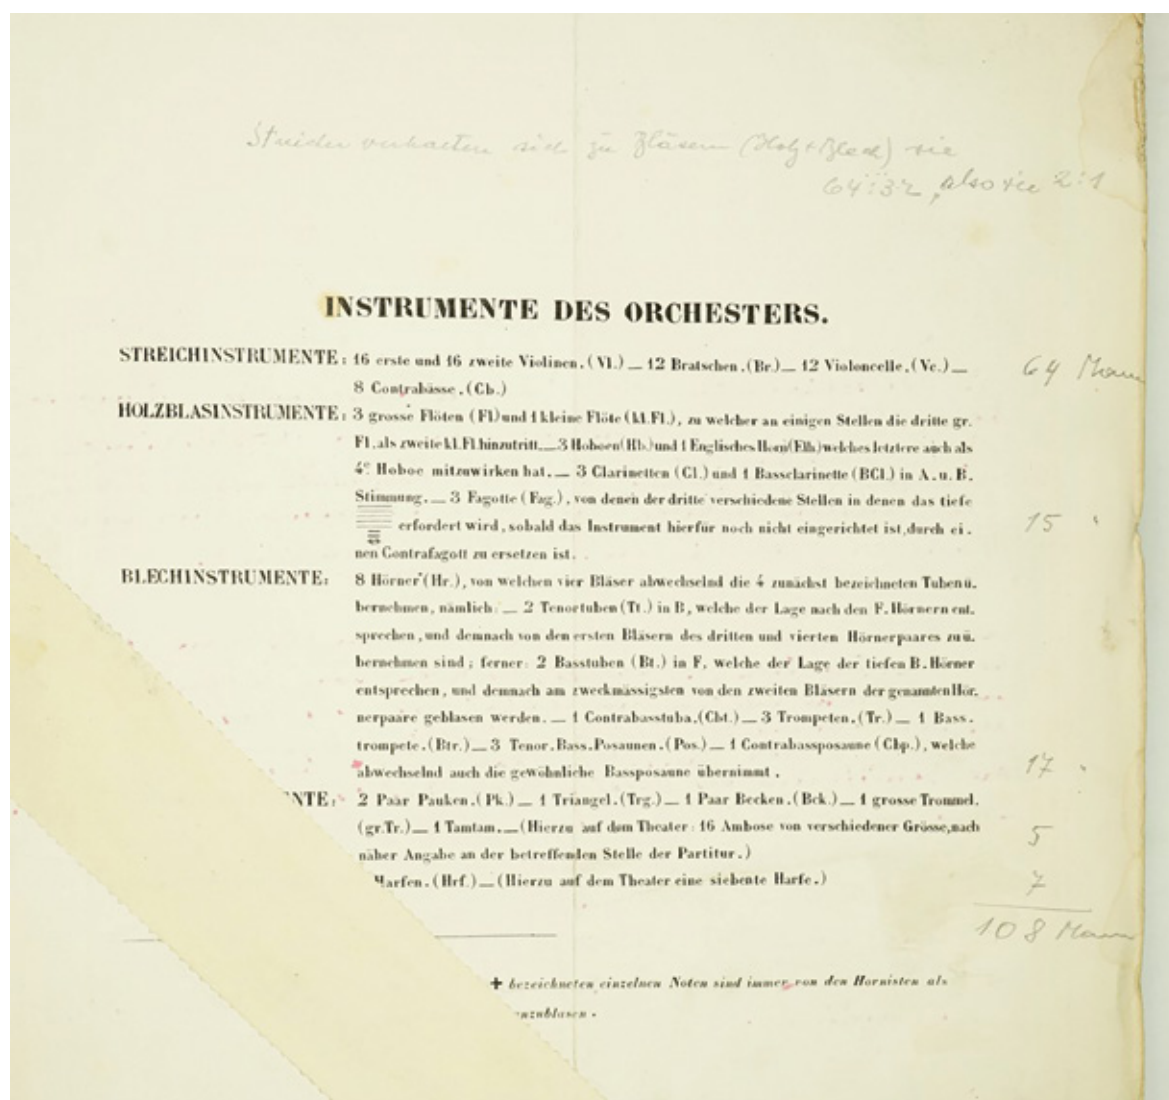 Streicher verhalten sich zu Bläsern (Holz + Blech) wie
64:32, also wie 2:1
INSTRUMENTE DES ORCHESTERS.
STREICHINSTRUMENTE: 16 erste und 16 zweite Violinen. (Vl.) — 12 Bratschen. (Br.) — 12 Violoncelle. (Vc.) — 64 Mann
8 Contrabässe. (Cb.)
HOLZBLASINSTRUMENTE: 3 grosse Flöten (Fl) und 1 kleine Flöte (kl. Fl.), zu welcher an einigen Stellen die dritte gr.
Fl. als zweite kl. Fl. hinzutritt. — 3 Hoboen (Hb.) und 1 Englisches Horn (Elh.) welches letztere auch als
4te Hoboe mitzuwirken hat. — 3 Clarinetten (Cl.) und 1 Bassclarinette (BCl.) in A. u. B.
Stimmung. — 3 Fagotte (Fag.), von denen der dritte verschiedene Stellen in denen das tiefe
erfordert wird, sobald das Instrument hierfür noch nicht eingerichtet ist, durch ei- 15 "
nen Contrafagott zu ersetzen ist.
BLECHINSTRUMENTE: 8 Hörner (Hr.), von welchen vier Bläser abwechselnd die 4 zunächst bezeichneten Tuben ü-
bernehmen, nämlich: — 2 Tenortuben (Tt.) in B, welche der Lage nach den F. Hörnern ent-
sprechen, und demnach von den ersten Bläsern des dritten und vierten Hörnerpaares zu ü-
bernehmen sind; ferner: 2 Basstuben (Bt.) in F, welche der Lage der tiefen B. Hörner
entsprechen, und demnach am zweckmässigsten von den zweiten Bläsern der genannten Hör-
nerpaare geblasen werden. — 1 Contrabasstuba. (Cbt.) — 3 Trompeten. (Tr.) — 1 Bass-
trompete. (Btr.) — 3 Tenor-Bass-Posaunen. (Pos.) — 1 Contrabassposaune (Cbp.), welche
abwechselnd auch die gewöhnliche Bassposaune übernimmt. 17 "
NTE: 2 Paar Pauken. (Pk.) — 1 Triangel. (Trg.) — 1 Paar Becken. (Bck.) — 1 grosse Trommel.
(gr. Tr.) — 1 Tamtam. — (Hierzu auf dem Theater: 16 Ambose von verschiedener Grösse, nach 5
näher Angabe an der betreffenden Stelle der Partitur.)
Harfen. (Hrf.) — (Hierzu auf dem Theater eine siebente Harfe.) 7
108 Mann
+ bezeichneten einzelnen Noten sind immer von den Hornisten als
anzublasen.